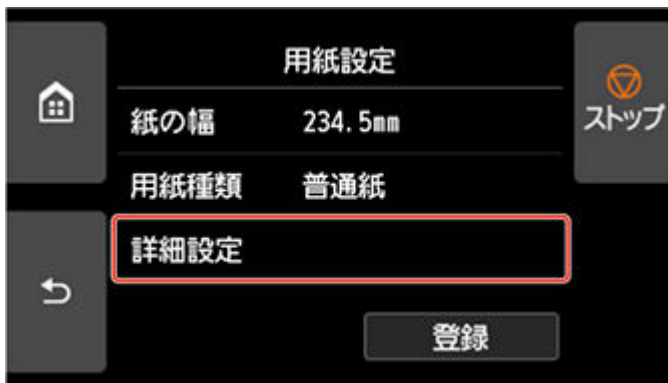 用紙設定
紙の幅 234.5mm
用紙種類 普通紙
詳細設定
登録
ストップ